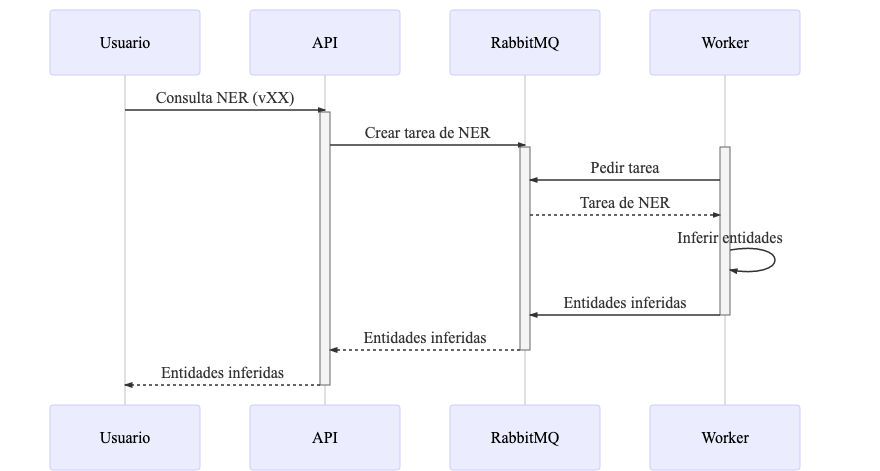 Usuario
API
RabbitMQ
Worker
Consulta NER (vXX)
Crear tarea de NER
Pedir tarea
Tarea de NER
Inferir entidades
Entidades inferidas
Entidades inferidas
Entidades inferidas
Usuario
API
RabbitMQ
Worker